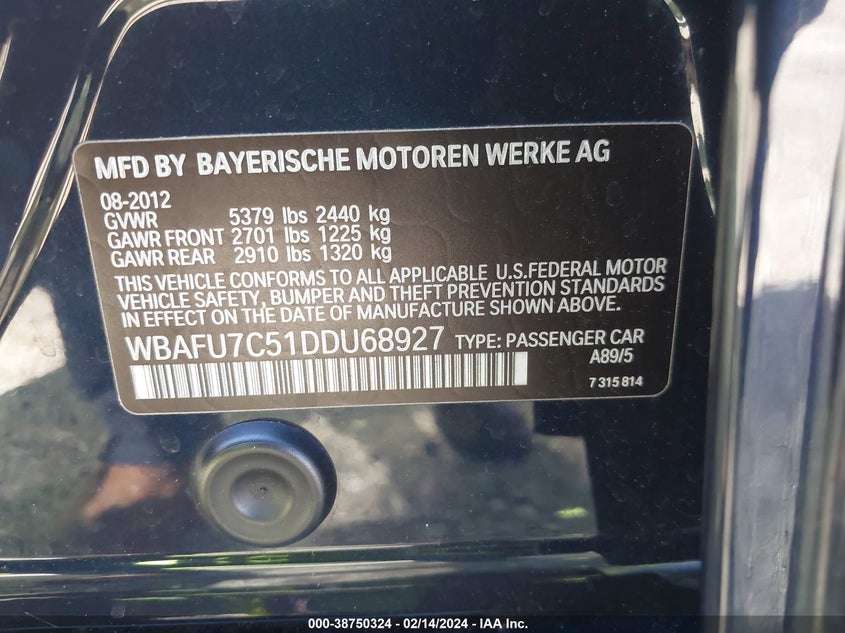 MFD BY BAYERISCHE MOTOREN WERKE AG
08-2012
GVWR 5379 lbs 2440 kg
GAWR FRONT 2701 lbs 1225 kg
GAWR REAR 2910 lbs 1320 kg
THIS VEHICLE CONFORMS TO ALL APPLICABLE U.S.FEDERAL MOTOR
VEHICLE SAFETY, BUMPER AND THEFT PREVENTION STANDARDS
IN EFFECT ON THE DATE OF MANUFACTURE SHOWN ABOVE.
WBAFU7C51DDU68927 TYPE: PASSENGER CAR
A89/5
7 315 814
000-38750324 - 02/14/2024 - IAA Inc.